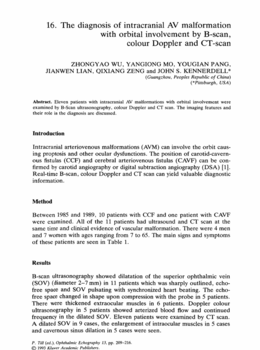 16. The diagnosis of intracranial AV malformation
with orbital involvement by B-scan,
colour Doppler and CT-scan
ZHONGYAO WU, YONGIONG MO, YOUGIAN PANG,
JIANWEN LIAN, QIXIANG ZENG and JOHN S. KENNERDELL*
(Guangzhou, Peoples Republic of China)
(*Pittsburgh, USA)
Abstract. Eleven patients with intracranial AV malformations with orbital involvement were
examined by B-Scan ultrasonography, colour Doppler and CT scan. The imaging features and
their role in the diagnosis are discussed.
Introduction
Intracranial arteriovenous malformations (AVM) can involve the orbit caus-
ing proptosis and other ocular dysfunctions. The position of carotid-cavern-
ous fistulas (CCF) and cerebral arteriovenous fistulas (CAVF) can be con-
firmed by carotid angiography or digital subtraction angiography (DSA) [1].
Real-time B-scan, colour Doppler and CT scan can yield valuable diagnostic
information.
Method
Between 1985 and 1989, 10 patients with CCF and one patient with CAVF
were examined. All of the 11 patients had ultrasound and CT scan at the
same time and clinical evidence of vascular malformation. There were 4 men
and 7 women with ages ranging from 7 to 65. The main signs and symptoms
of these patients are seen in Table 1.
Results
B-scan ultrasonography showed dilatation of the superior ophthalmic vein
(SOV) (diameter 2–7 mm) in 11 patients which was sharply outlined, echo-
free space and SOV pulsating with synchronized heart beating. The echo-
free space changed in shape upon compression with the probe in 5 patients.
There were thickened extraocular muscles in 6 patients. Doppler colour
ultrasonography in 5 patients showed arterized blood flow and continued
frequency in the dilated SOV. Eleven patients were examined by CT scan.
A dilated SOV in 9 cases, the enlargement of intraocular muscles in 5 cases
and cavernous sinus dilation in 5 cases were seen.
P. Till (ed.), Ophthalmic Echography 13, pp. 209–216.
© 1993 Kluwer Academic Publishers.